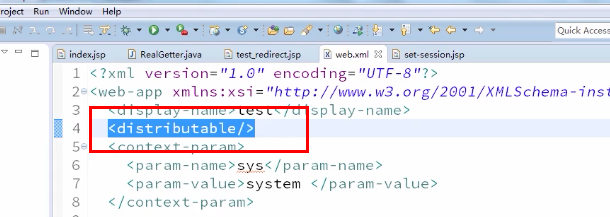 roject Run Window Help
Quick Access
index.jsp RealGetter.java test_redirect.jsp web.xml set-session.jsp
1 <?xml version="1.0" encoding="UTF-8"?>
2 <web-app xmlns:xsi="http://www.w3.org/2001/XMLSchema-inst
3 <display-name>test</display-name>
4 <distributable/>
5 <context-param>
6 <param-name>sys</param-name>
7 <param-value>system </param-value>
8 </context-param>